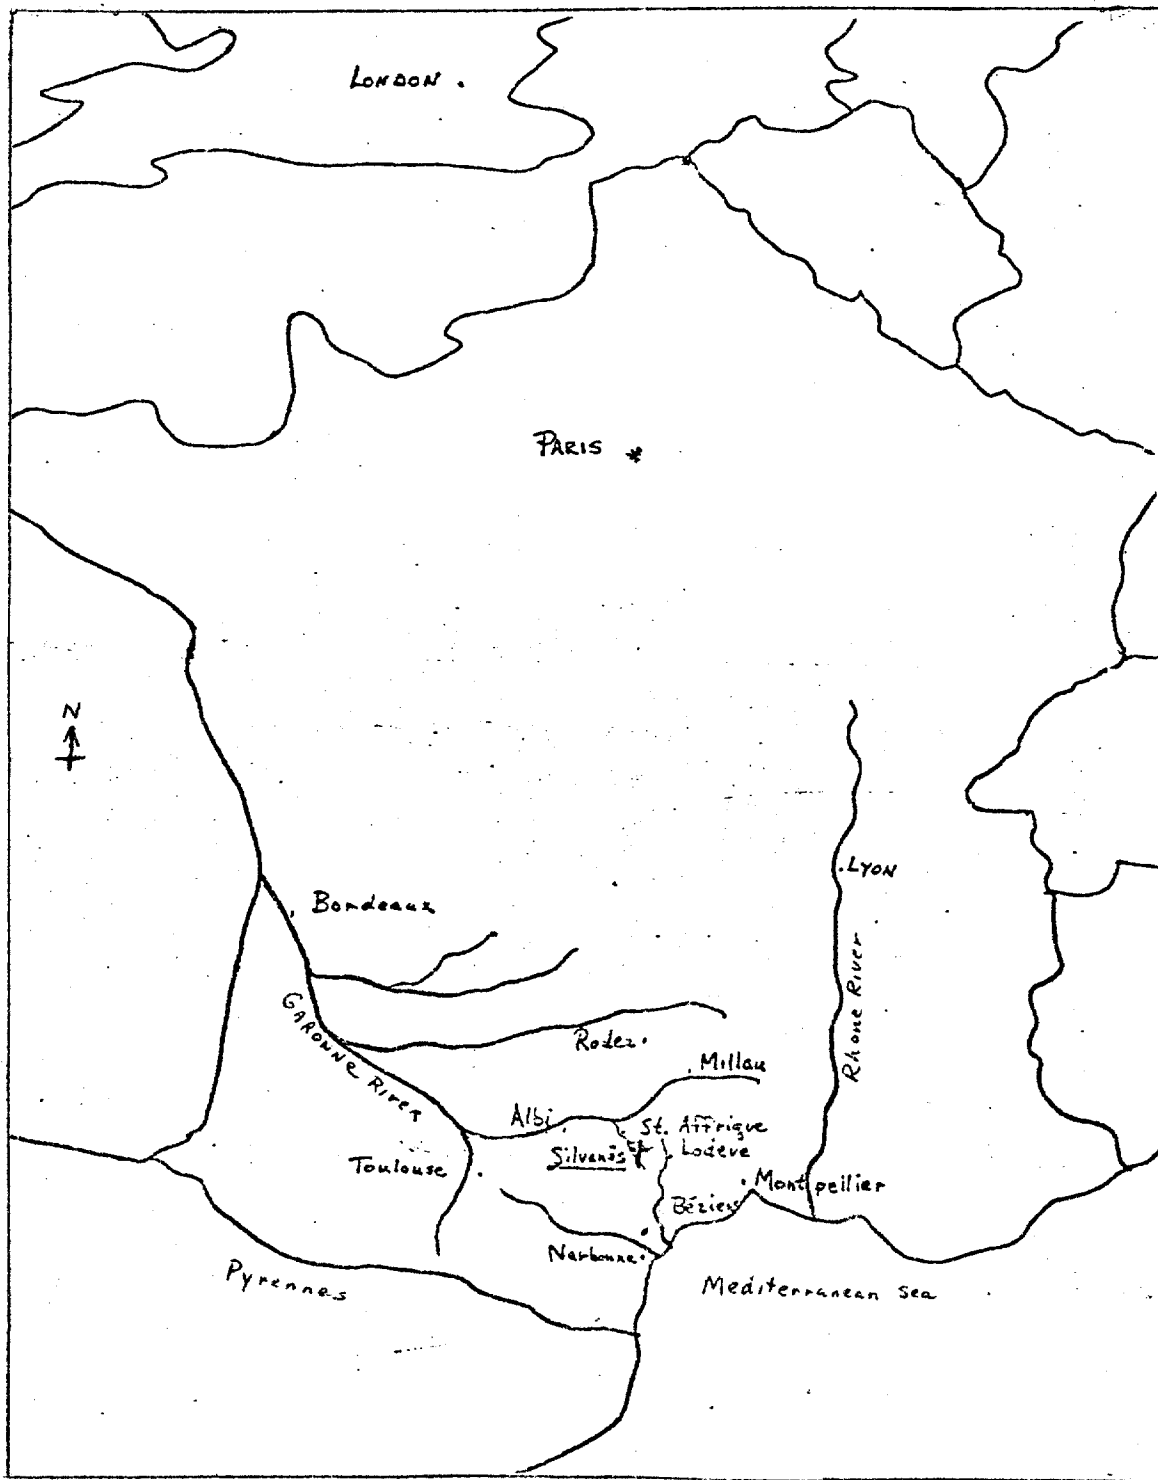 LONDON
PARIS
N
LYON
Bordeaux
Rhone River
GARONNE RIVER
Rodez
Millau
Albi
St. Affrique
Silvanès
Lodève
Toulouse
Montpellier
Béziers
Narbonne
Pyrennes
Mediterranean Sea